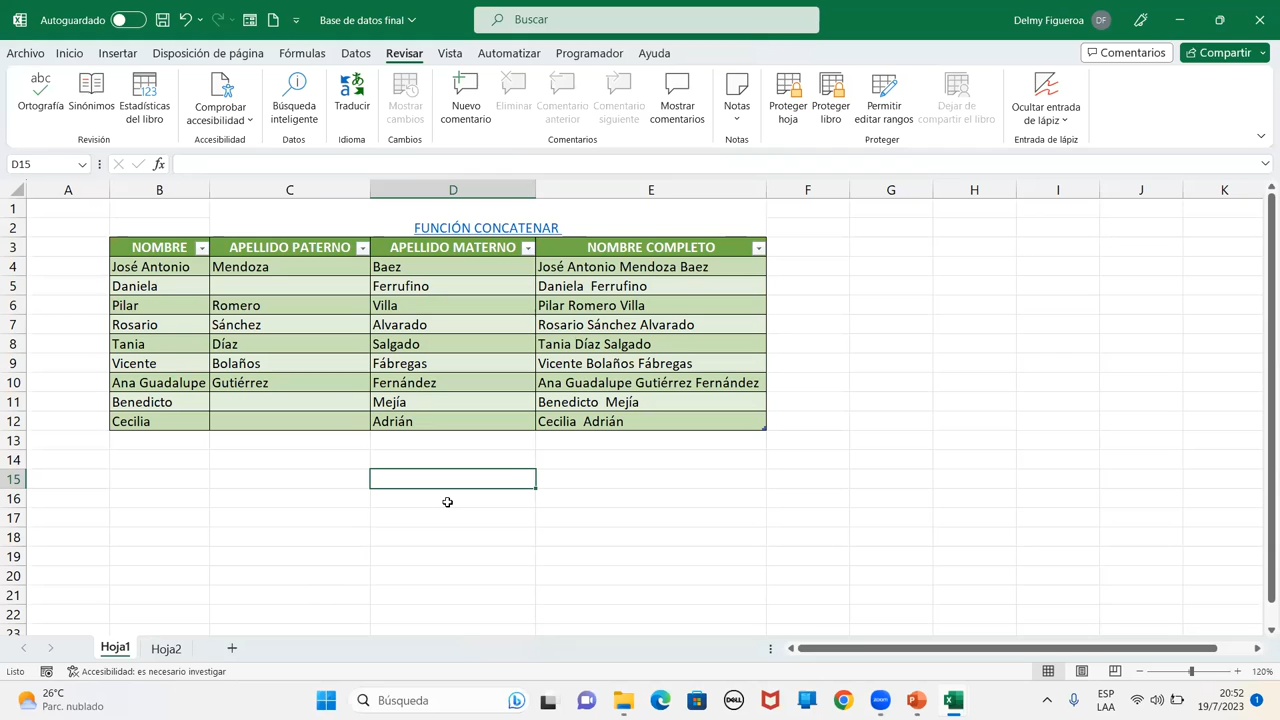 Autoguardado Base de datos final Buscar Delmy Figueroa DF
Archivo Inicio Insertar Disposición de página Fórmulas Datos Revisar Vista Automatizar Programador Ayuda Comentarios Compartir
abc Ortografía
Sinónimos
123 Estadísticas del libro
Comprobar accesibilidad
Búsqueda inteligente
Traducir
Mostrar cambios
Nuevo comentario
Eliminar
Comentario anterior
Comentario siguiente
Mostrar comentarios
Notas
Proteger hoja
Proteger libro
Permitir editar rangos
Dejar de compartir el libro
Ocultar entrada de lápiz
Revisión Accesibilidad Datos Idioma Cambios Comentarios Notas Proteger Entrada de lápiz
D15 fx
A B C D E F G H I J K
1
2 FUNCIÓN CONCATENAR
3 NOMBRE APELLIDO PATERNO APELLIDO MATERNO NOMBRE COMPLETO
4 José Antonio Mendoza Baez José Antonio Mendoza Baez
5 Daniela Ferrufino Daniela  Ferrufino
6 Pilar Romero Villa Pilar Romero Villa
7 Rosario Sánchez Alvarado Rosario Sánchez Alvarado
8 Tania Díaz Salgado Tania Díaz Salgado
9 Vicente Bolaños Fábregas Vicente Bolaños Fábregas
10 Ana Guadalupe Gutiérrez Fernández Ana Guadalupe Gutiérrez Fernández
11 Benedicto Mejía Benedicto  Mejía
12 Cecilia Adrián Cecilia  Adrián
13
14
15
16
17
18
19
20
21
22
23
Hoja1 Hoja2
Listo Accesibilidad: es necesario investigar 120%
26°C
Parc. nublado
Búsqueda
DELL
zoom
ESP
LAA
20:52
19/7/2023
1